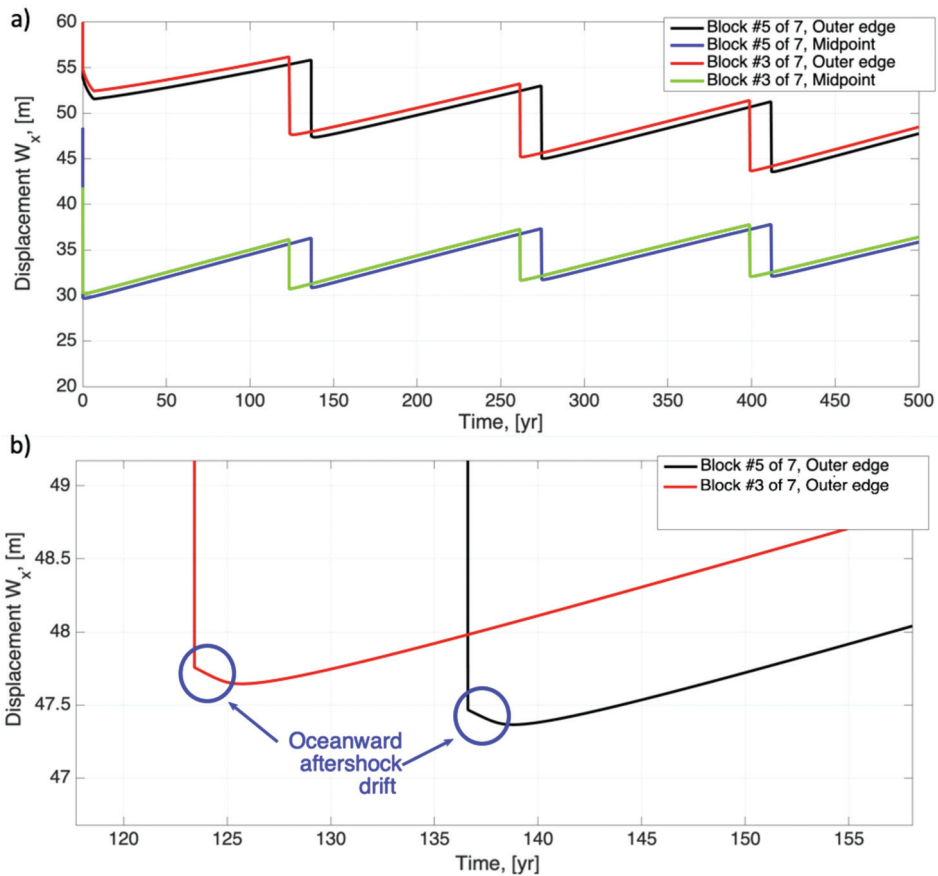 a)
Block #5 of 7, Outer edge
Block #5 of 7, Midpoint
Block #3 of 7, Outer edge
Block #3 of 7, Midpoint
60
55
50
45
40
35
30
25
20
Displacement W_x, [m]
0 50 100 150 200 250 300 350 400 450 500
Time, [yr]
b)
Block #5 of 7, Outer edge
Block #3 of 7, Outer edge
49
48.5
48
47.5
47
Displacement W_x, [m]
Oceanward
aftershock
drift
120 125 130 135 140 145 150 155
Time, [yr]